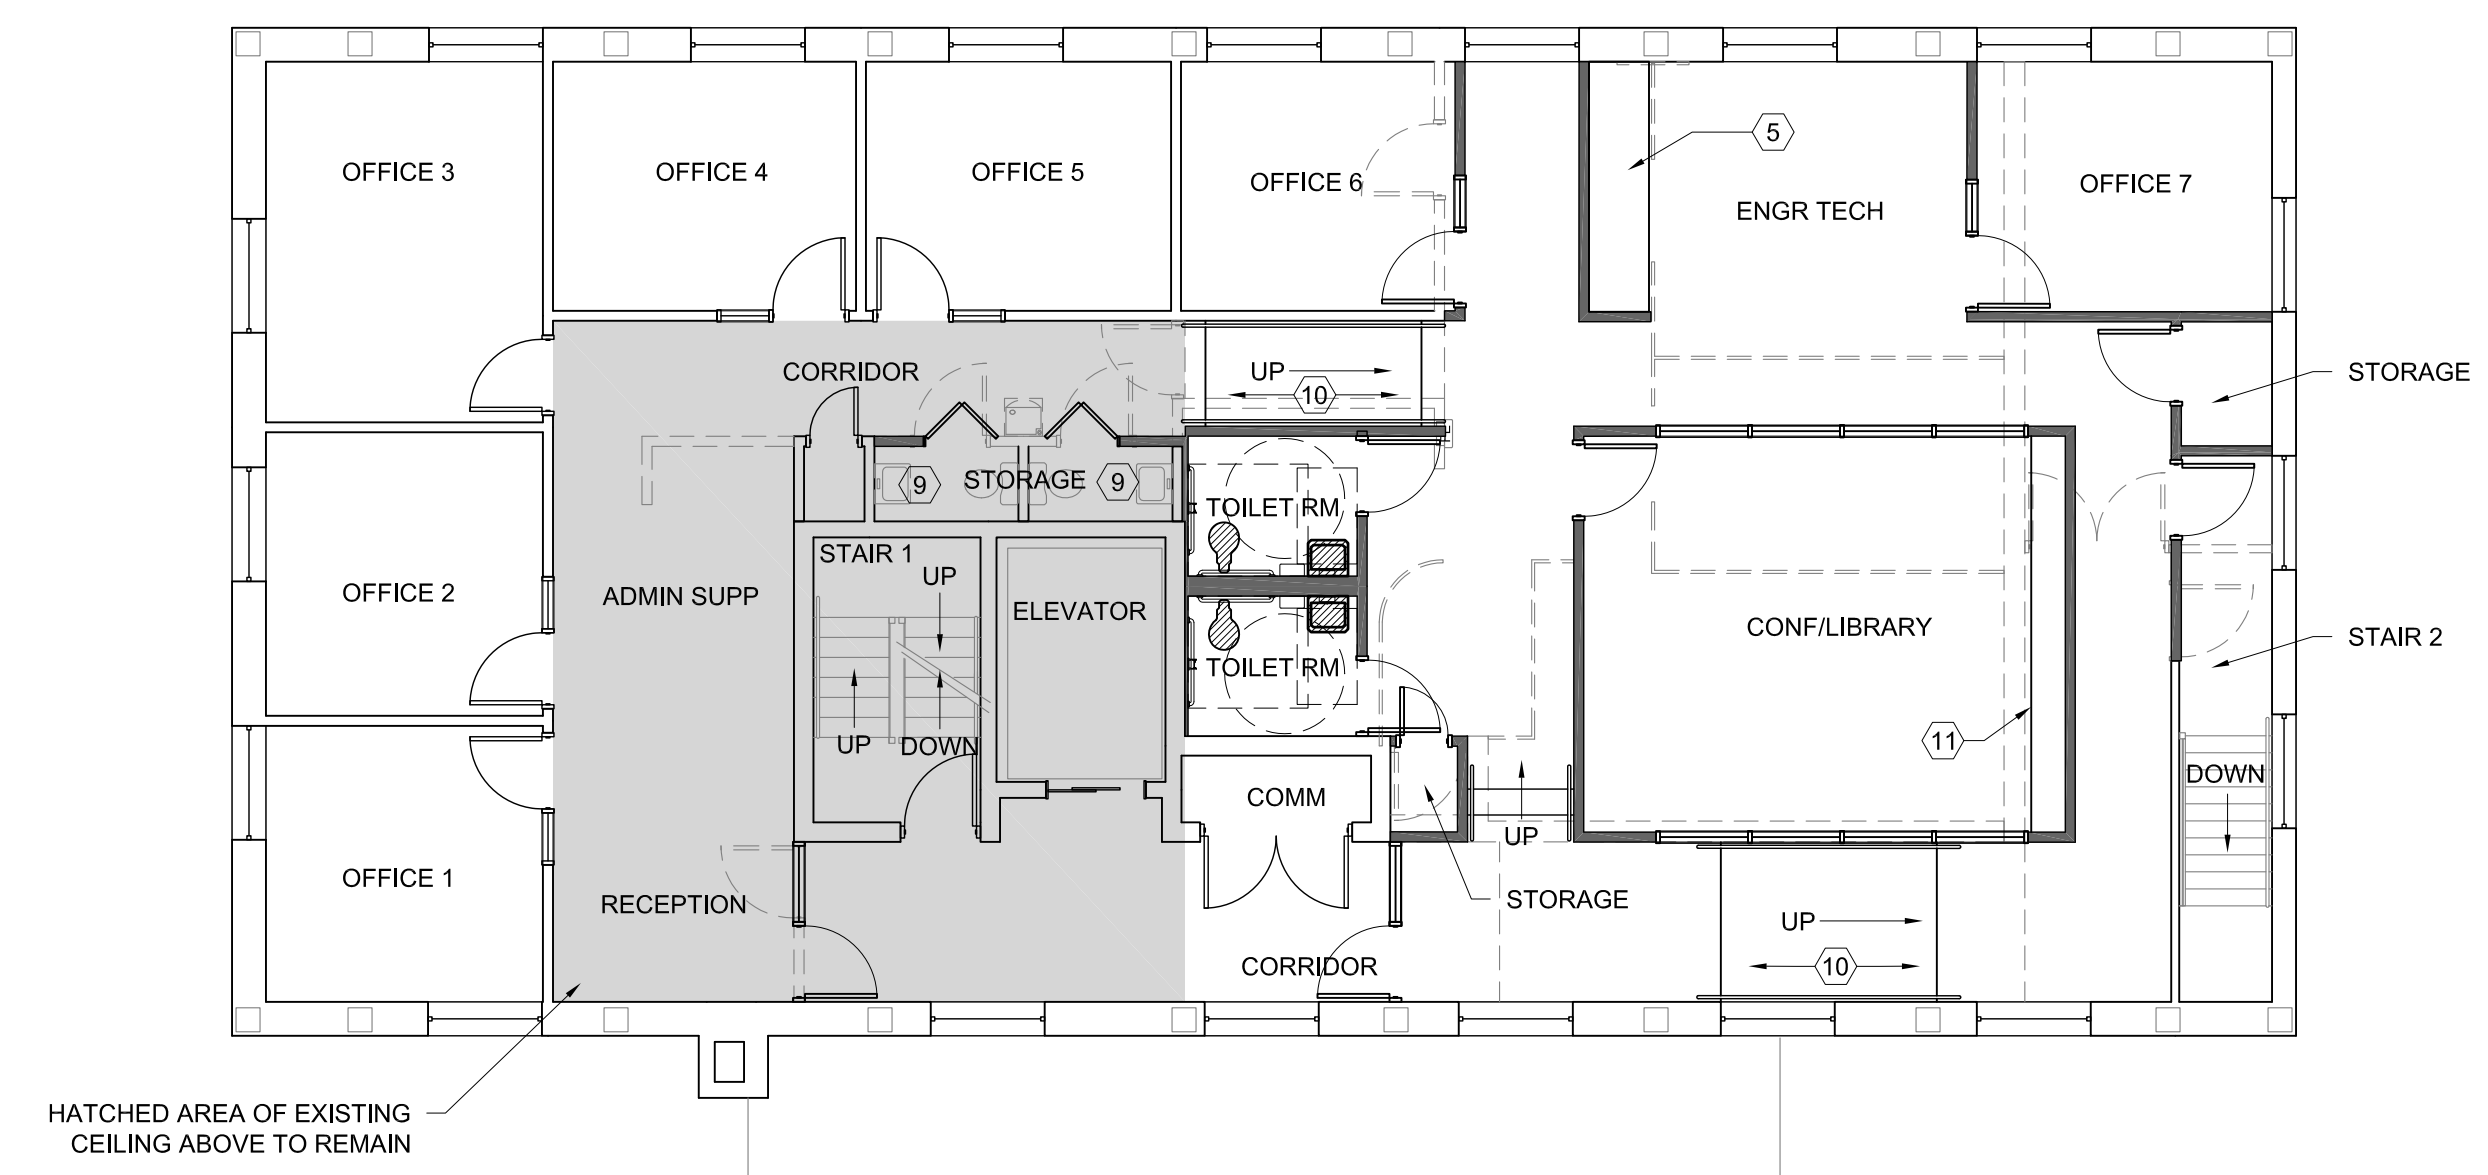 OFFICE 3
OFFICE 4
OFFICE 5
OFFICE 6
5
ENGR TECH
OFFICE 7
CORRIDOR
UP
10
STORAGE
9
STORAGE
9
TOILET RM
STAIR 1
UP
ELEVATOR
OFFICE 2
ADMIN SUPP
TOILET RM
CONF/LIBRARY
STAIR 2
UP
DOWN
11
DOWN
COMM
UP
OFFICE 1
RECEPTION
STORAGE
UP
CORRIDOR
10
HATCHED AREA OF EXISTING
CEILING ABOVE TO REMAIN